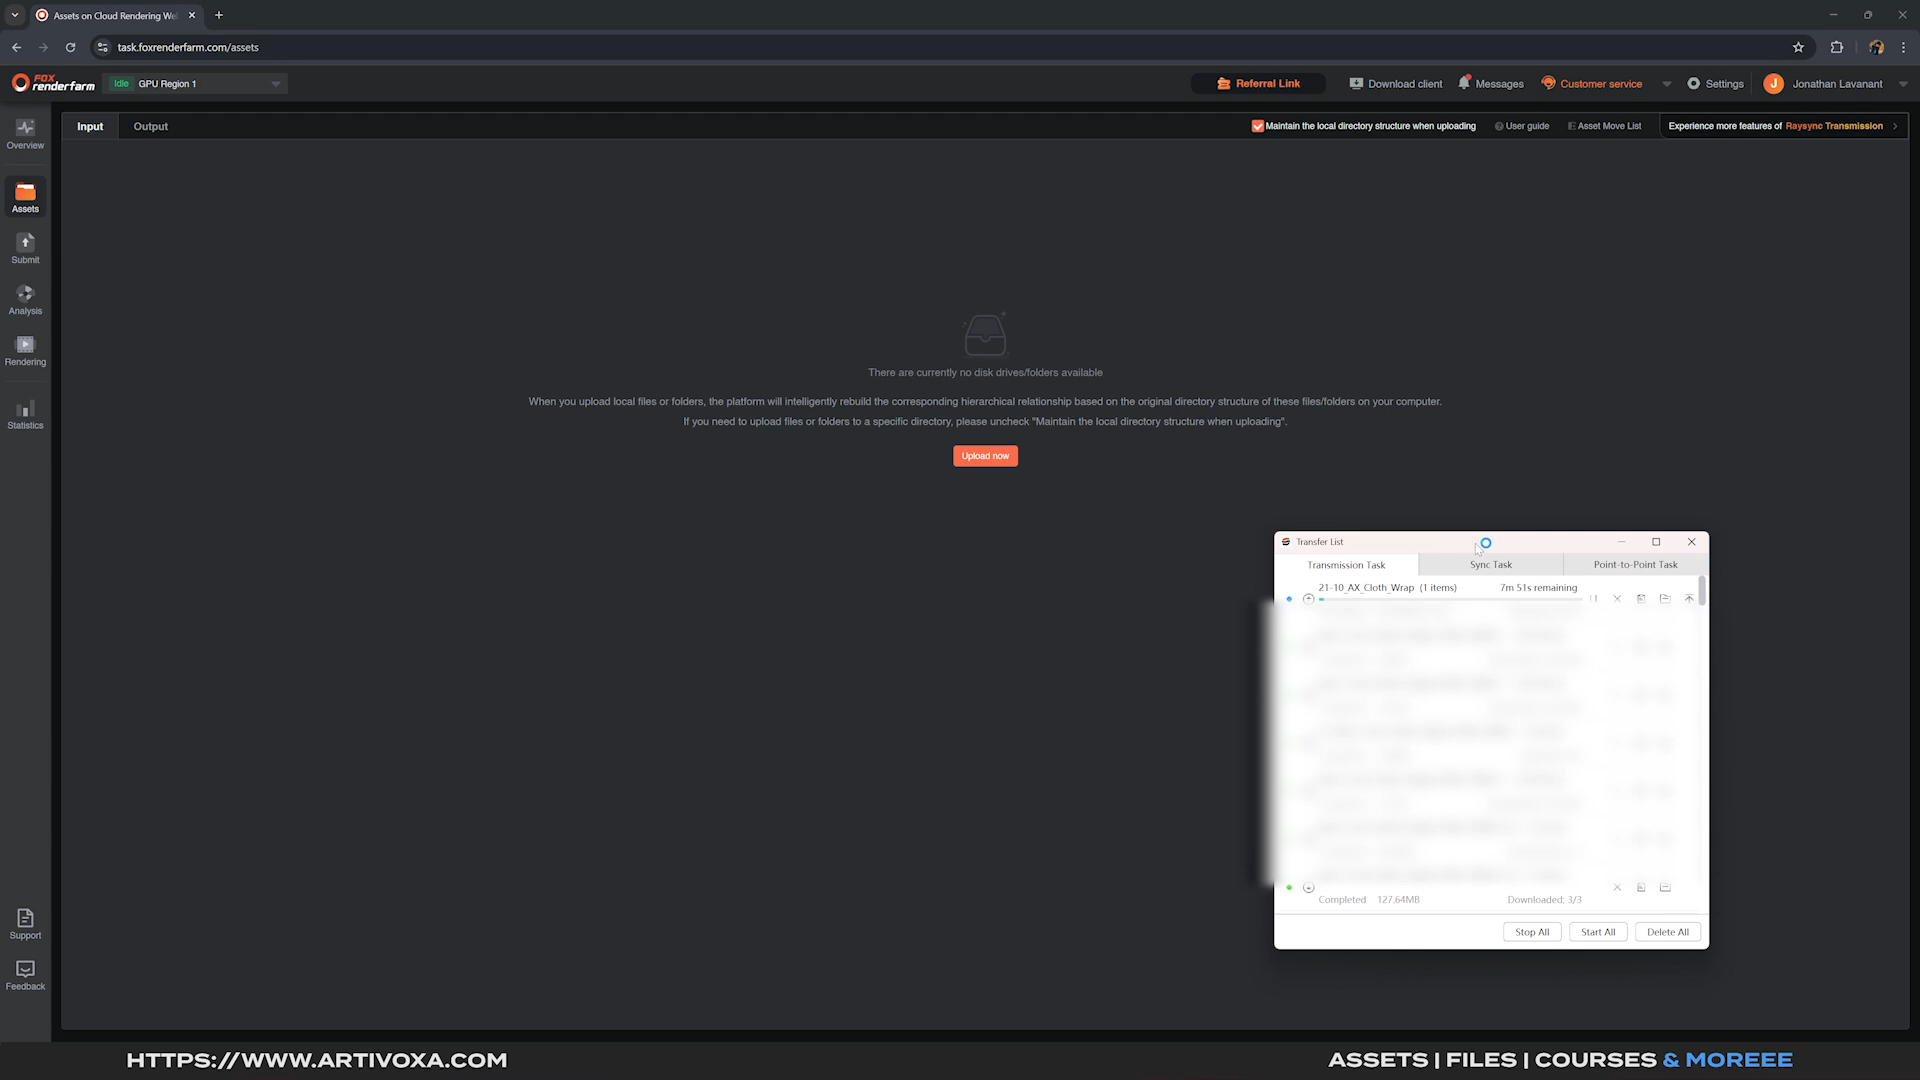 Assets on Cloud Rendering We
task.foxrenderfarm.com/assets
FOX renderfarm
Idle GPU Region 1
Referral Link
Download client
Messages
Customer service
Settings
J
Jonathan Lavanant
Overview
Assets
Submit
Analysis
Rendering
Statistics
Support
Feedback
Input
Output
Maintain the local directory structure when uploading
User guide
Asset Move List
Experience more features of Raysync Transmission
There are currently no disk drives/folders available
When you upload local files or folders, the platform will intelligently rebuild the corresponding hierarchical relationship based on the original directory structure of these files/folders on your computer.
If you need to upload files or folders to a specific directory, please uncheck "Maintain the local directory structure when uploading".
Upload now
Transfer List
Transmission Task
Sync Task
Point-to-Point Task
21-10_AX_Cloth_Wrap (1 items)
7m 51s remaining
Completed 127.64MB
Downloaded: 3/3
Stop All
Start All
Delete All
HTTPS://WWW.ARTIVOXA.COM
ASSETS | FILES | COURSES & MOREEE